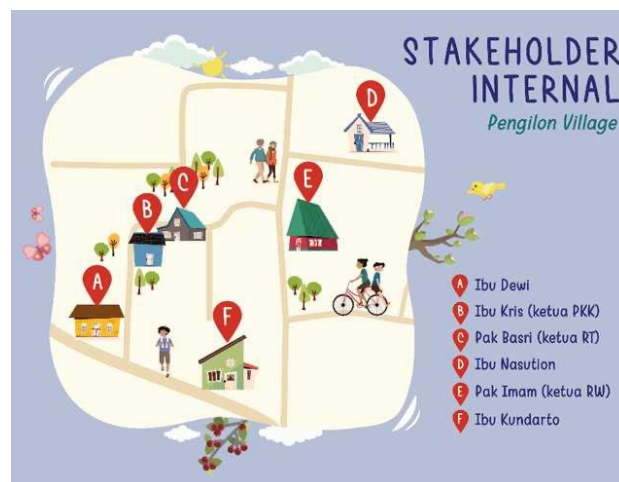 STAKEHOLDER
INTERNAL
Pengilon Village
D
C
E
B
A
F
A Ibu Dewi
B Ibu Kris (ketua PKK)
C Pak Basri (ketua RT)
D Ibu Nasution
E Pak Imam (ketua RW)
F Ibu Kundarto